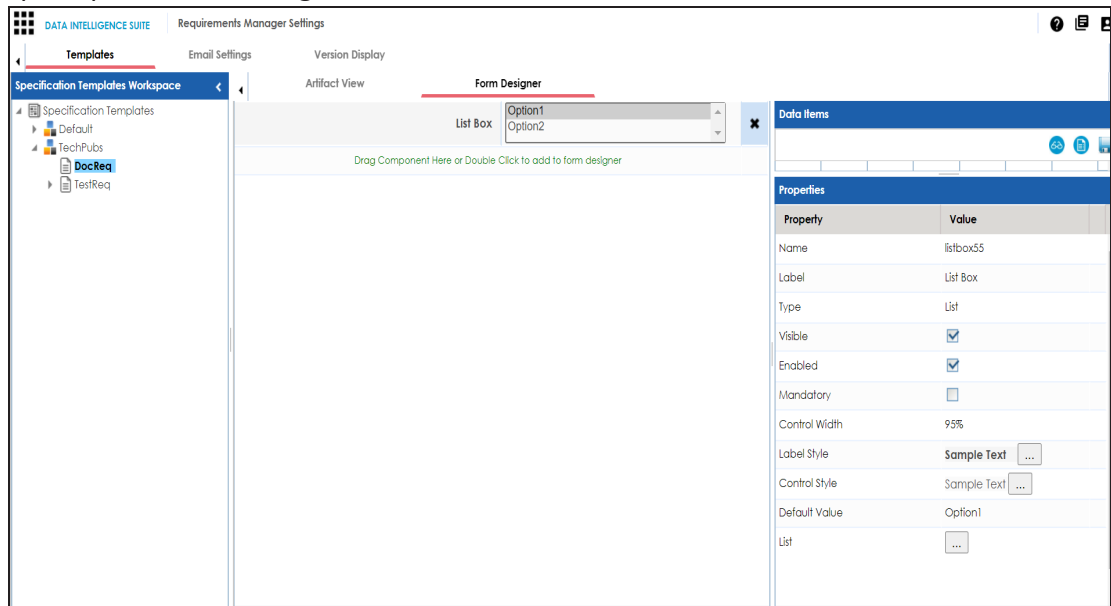 DATA INTELLIGENCE SUITE Requirements Manager Settings
Templates Email Settings Version Display
Specification Templates Workspace
Artifact View Form Designer
Specification Templates
Default
TechPubs
DocReq
TestReq
List Box
Option1
Option2
Drag Component Here or Double Click to add to form designer
Data Items
Properties
Property Value
Name listbox55
Label List Box
Type List
Visible
Enabled
Mandatory
Control Width 95%
Label Style Sample Text ...
Control Style Sample Text ...
Default Value Option1
List ...